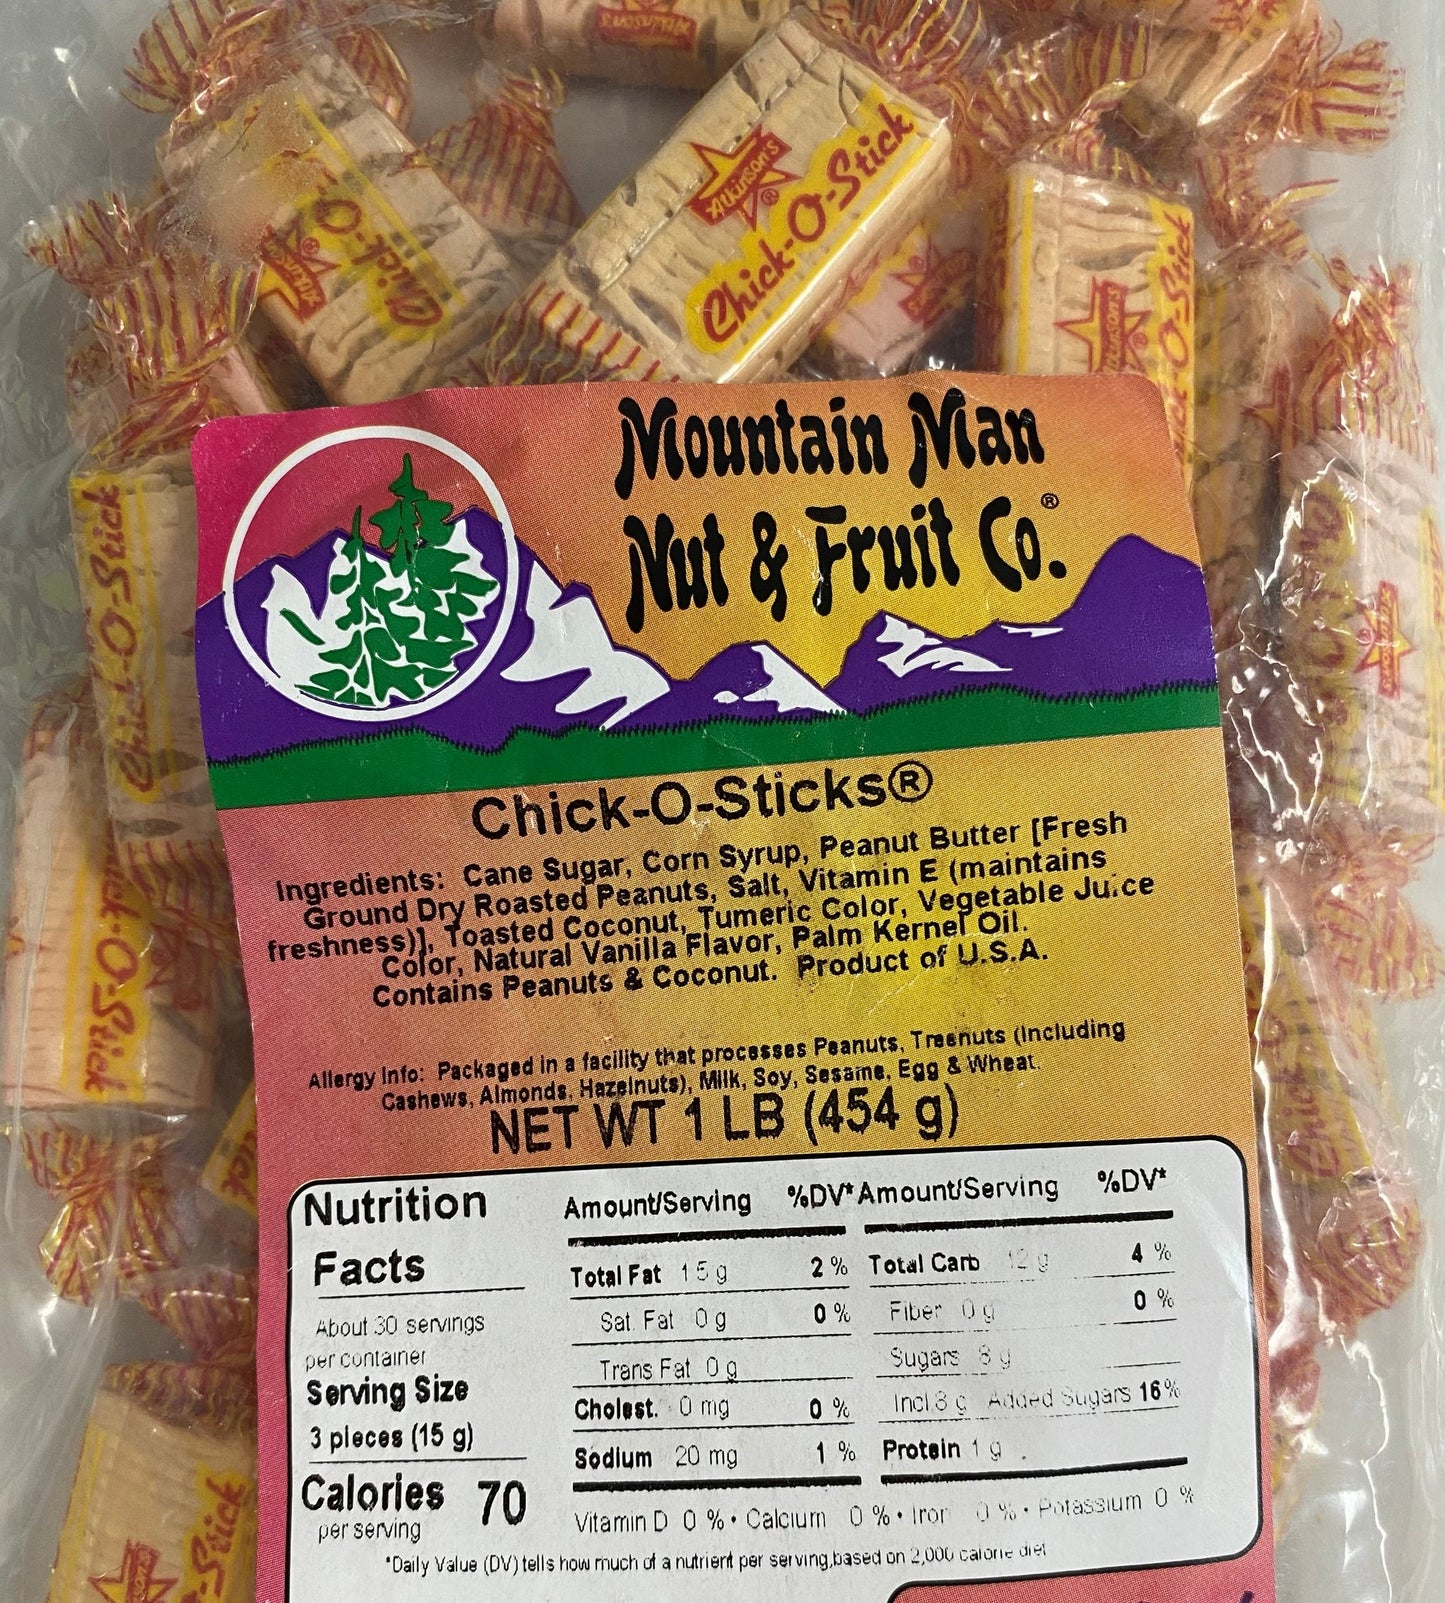 Atkinson's®
Chick-O-Stick
Mountain Man
Nut & Fruit Co.®
Chick-O-Sticks®
Ingredients: Cane Sugar, Corn Syrup, Peanut Butter [Fresh
Ground Dry Roasted Peanuts, Salt, Vitamin E (maintains
freshness)], Toasted Coconut, Tumeric Color, Vegetable Juice
Color, Natural Vanilla Flavor, Palm Kernel Oil.
Contains Peanuts & Coconut. Product of U.S.A.
Allergy Info: Packaged in a facility that processes Peanuts, Treenuts (Including
Cashews, Almonds, Hazelnuts), Milk, Soy, Sesame, Egg & Wheat.
NET WT 1 LB (454 g)
Nutrition
Facts
About 30 servings
per container
Serving Size
3 pieces (15 g)
Calories 70
per serving
Amount/Serving %DV*
Total Fat 1 5 g 2 %
Sat. Fat 0 g 0 %
Trans Fat 0 g
Cholest. 0 mg 0 %
Sodium 20 mg 1 %
Amount/Serving %DV*
Total Carb 12 g 4 %
Fiber 0 g 0 %
Sugars 8 g
Incl.8 g Added Sugars 16%
Protein 1 g
Vitamin D 0 % • Calcium 0 % • Iron 0 % • Potassium 0 %
*Daily Value (DV) tells how much of a nutrient per serving,based on 2,000 calorie diet